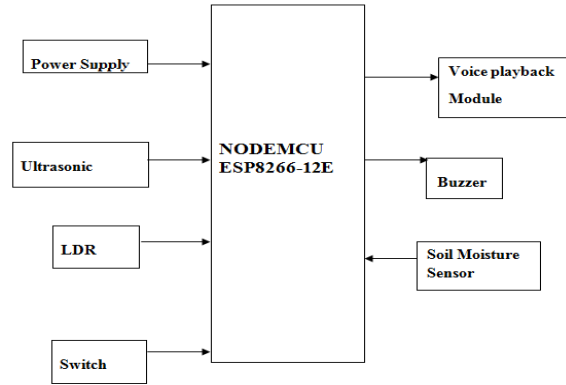 Power Supply
Ultrasonic
LDR
Switch
NODEMCU
ESP8266-12E
Voice playback
Module
Buzzer
Soil Moisture
Sensor